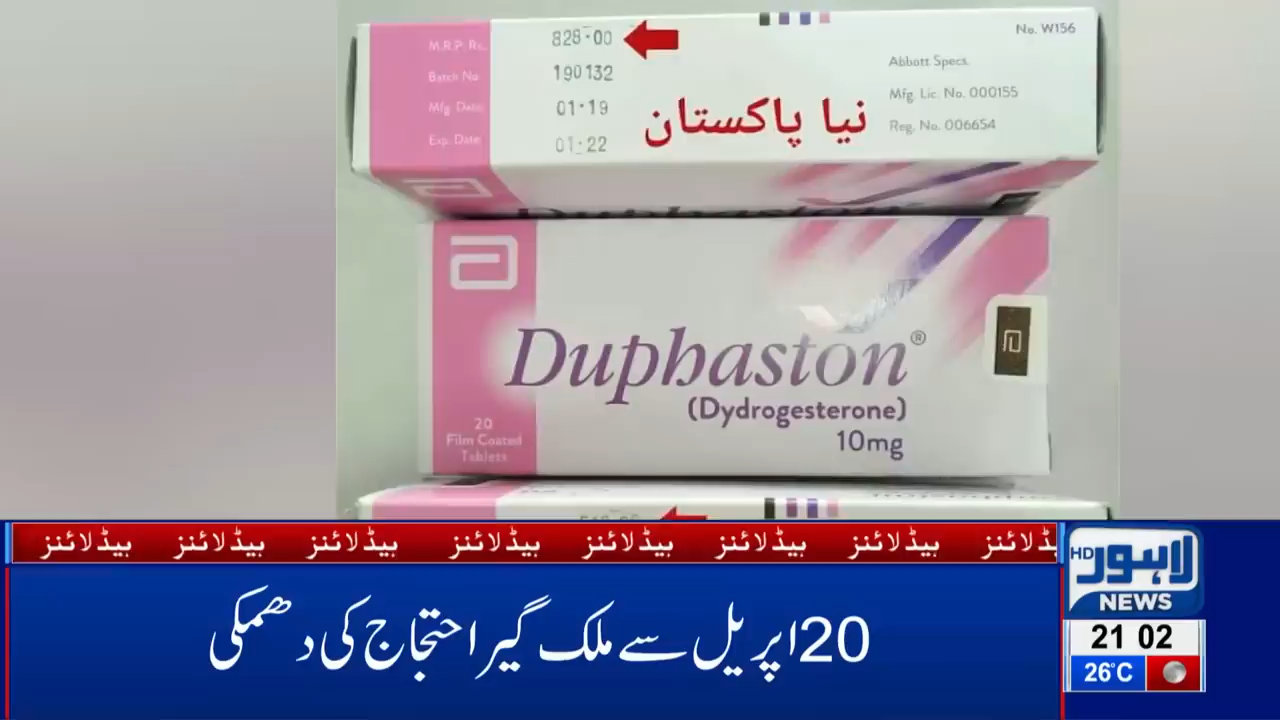 M.R.P. Rs. 828-00
Batch No 190132
Mfg. Date 01-19
Exp. Date 01-22
نیا پاکستان
No. W156
Abbott Specs.
Mfg. Lic. No. 000155
Reg. No. 006654
Duphaston®
(Dydrogesterone)
10mg
20
Film Coated
Tablets
ہیڈلائنز ہیڈلائنز ہیڈلائنز ہیڈلائنز ہیڈلائنز ہیڈلائنز ہیڈلائنز ہیڈلائنز
20 اپریل سے ملک گیر احتجاج کی دھمکی
HD لاہور
NEWS
21 02
26°C